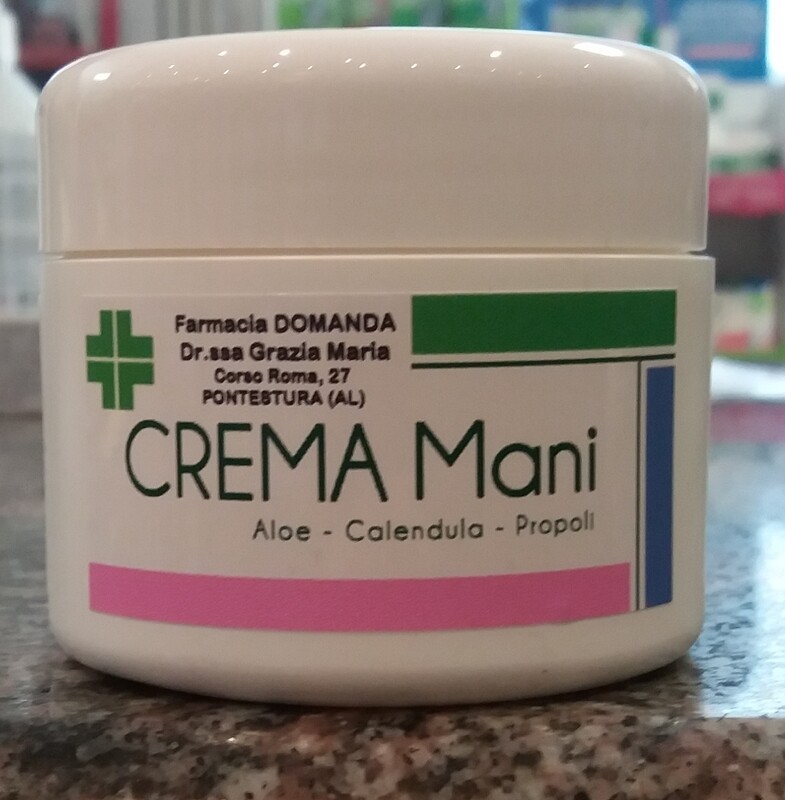 Farmacia DOMANDA
Dr.ssa Grazia Maria
Corso Roma, 27
PONTESTURA (AL)
CREMA Mani
Aloe - Calendula - Propoli